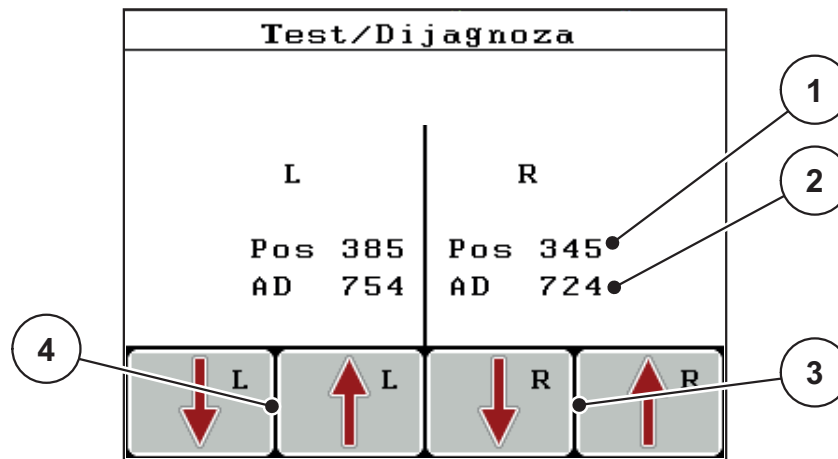 Test/Dijagnoza
1
L R
2
Pos 385 Pos 345
AD 754 AD 724
4
L L R R
3